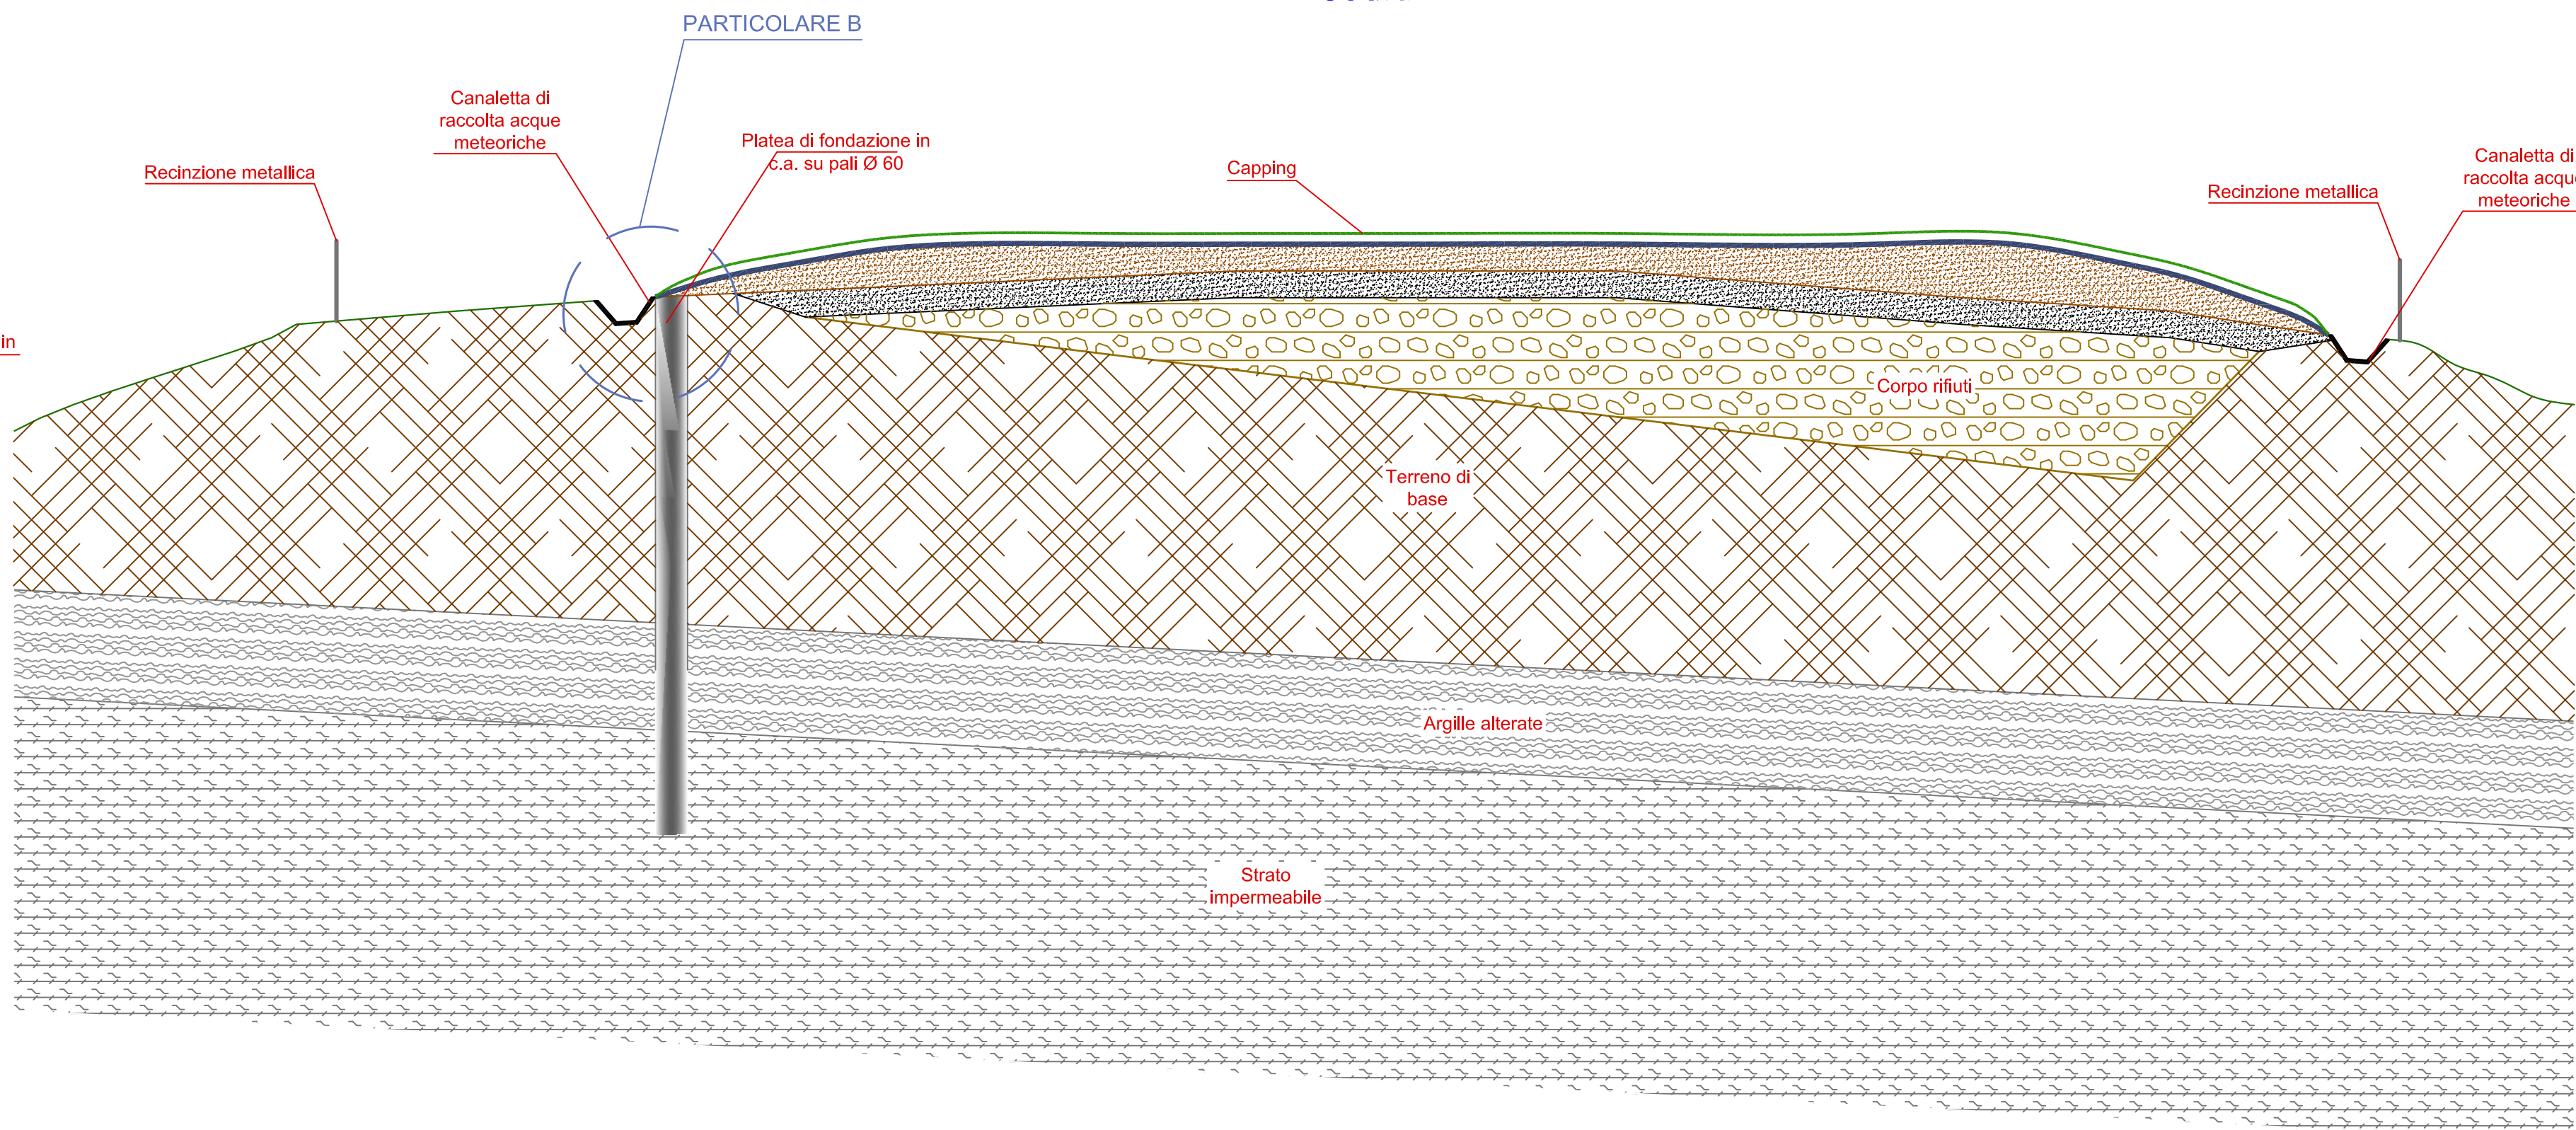 PARTICOLARE B
Canaletta di
raccolta acque
meteoriche
Platea di fondazione in
c.a. su pali Ø 60
Recinzione metallica
Capping
Canaletta di
raccolta acque
meteoriche
Recinzione metallica
in
Corpo rifiuti
Terreno di
base
Argille alterate
Strato
impermeabile